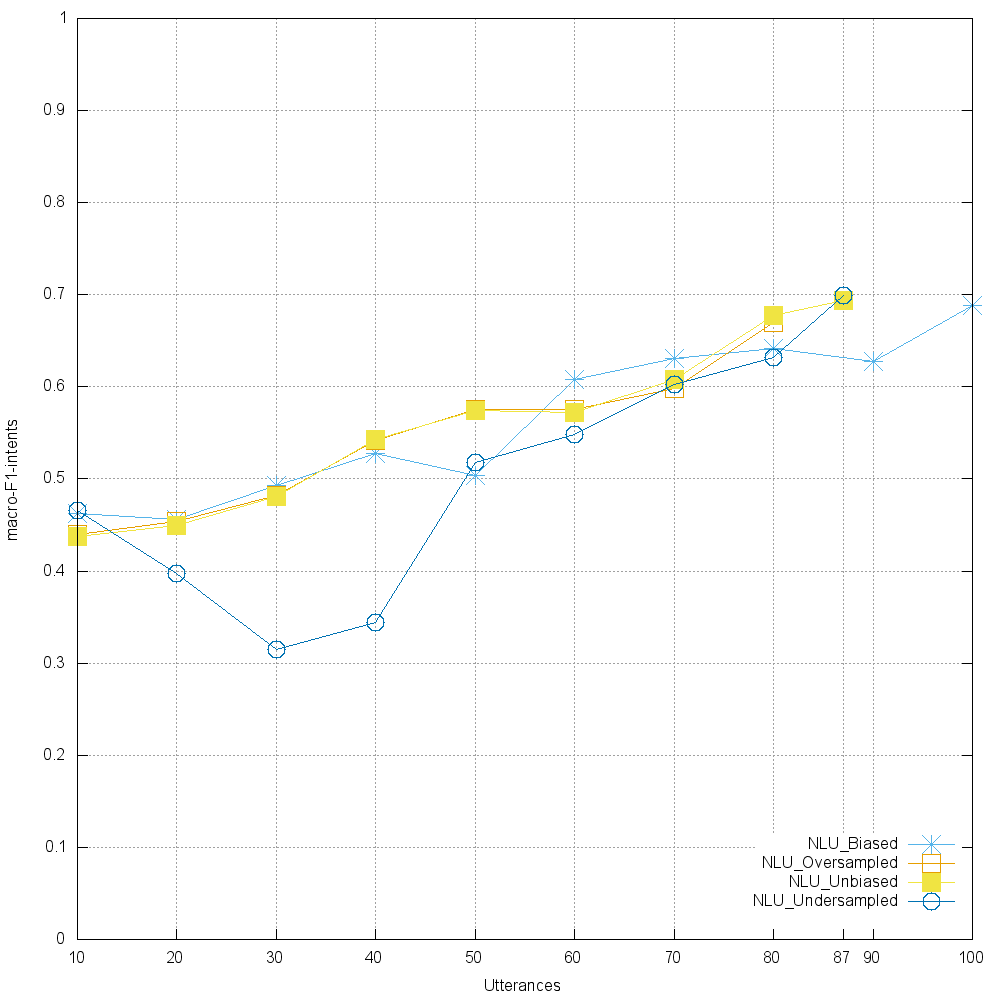 1
0.9
0.8
0.7
0.6
0.5
0.4
0.3
0.2
0.1
0
macro-F1-intents
NLU_Biased
NLU_Oversampled
NLU_Unbiased
NLU_Undersampled
10 20 30 40 50 60 70 80 87 90 100
Utterances